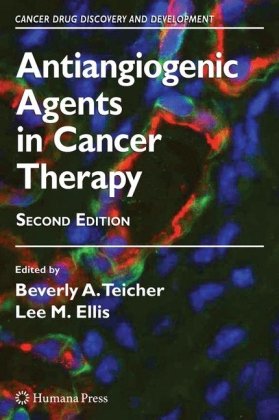 CANCER DRUG DISCOVERY AND DEVELOPMENT
Antiangiogenic
Agents
in Cancer
Therapy
SECOND EDITION
Edited by
Beverly A. Teicher
Lee M. Ellis
Humana Press